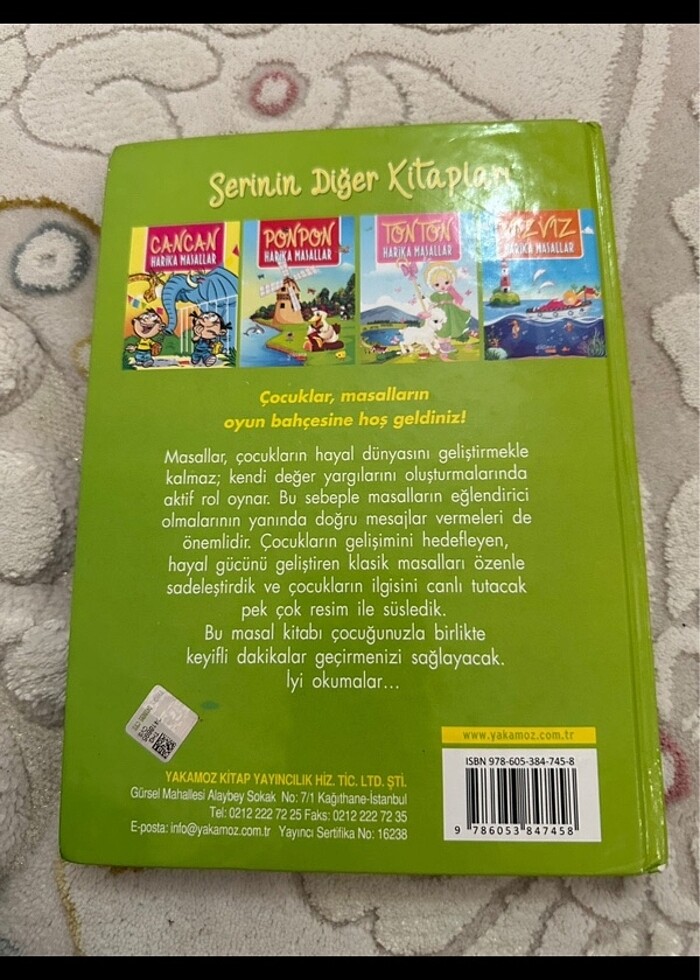 Serinin Diğer Kitapları
CANCAN
HARİKA MASALLAR
PONPON
HARİKA MASALLAR
TONTON
HARİKA MASALLAR
VIZVIZ
HARİKA MASALLAR
Çocuklar, masalların
oyun bahçesine hoş geldiniz!
Masallar, çocukların hayal dünyasını geliştirmekle
kalmaz; kendi değer yargılarını oluşturmalarında
aktif rol oynar. Bu sebeple masalların eğlendirici
olmalarının yanında doğru mesajlar vermeleri de
önemlidir. Çocukların gelişimini hedefleyen,
hayal gücünü geliştiren klasik masalları özenle
sadeleştirdik ve çocukların ilgisini canlı tutacak
pek çok resim ile süsledik.
Bu masal kitabı çocuğunuzla birlikte
keyifli dakikalar geçirmenizi sağlayacak.
İyi okumalar...
www.yakamoz.com.tr
ISBN 978-605-384-745-8
9 786053 847458
YAKAMOZ KİTAP YAYINCILIK HİZ. TİC. LTD. ŞTİ.
Gürsel Mahallesi Alaybey Sokak No: 7/1 Kağıthane-İstanbul
Tel: 0212 222 72 25 Faks: 0212 222 72 35
E-posta: info@yakamoz.com.tr Yayıncı Sertifika No: 16238